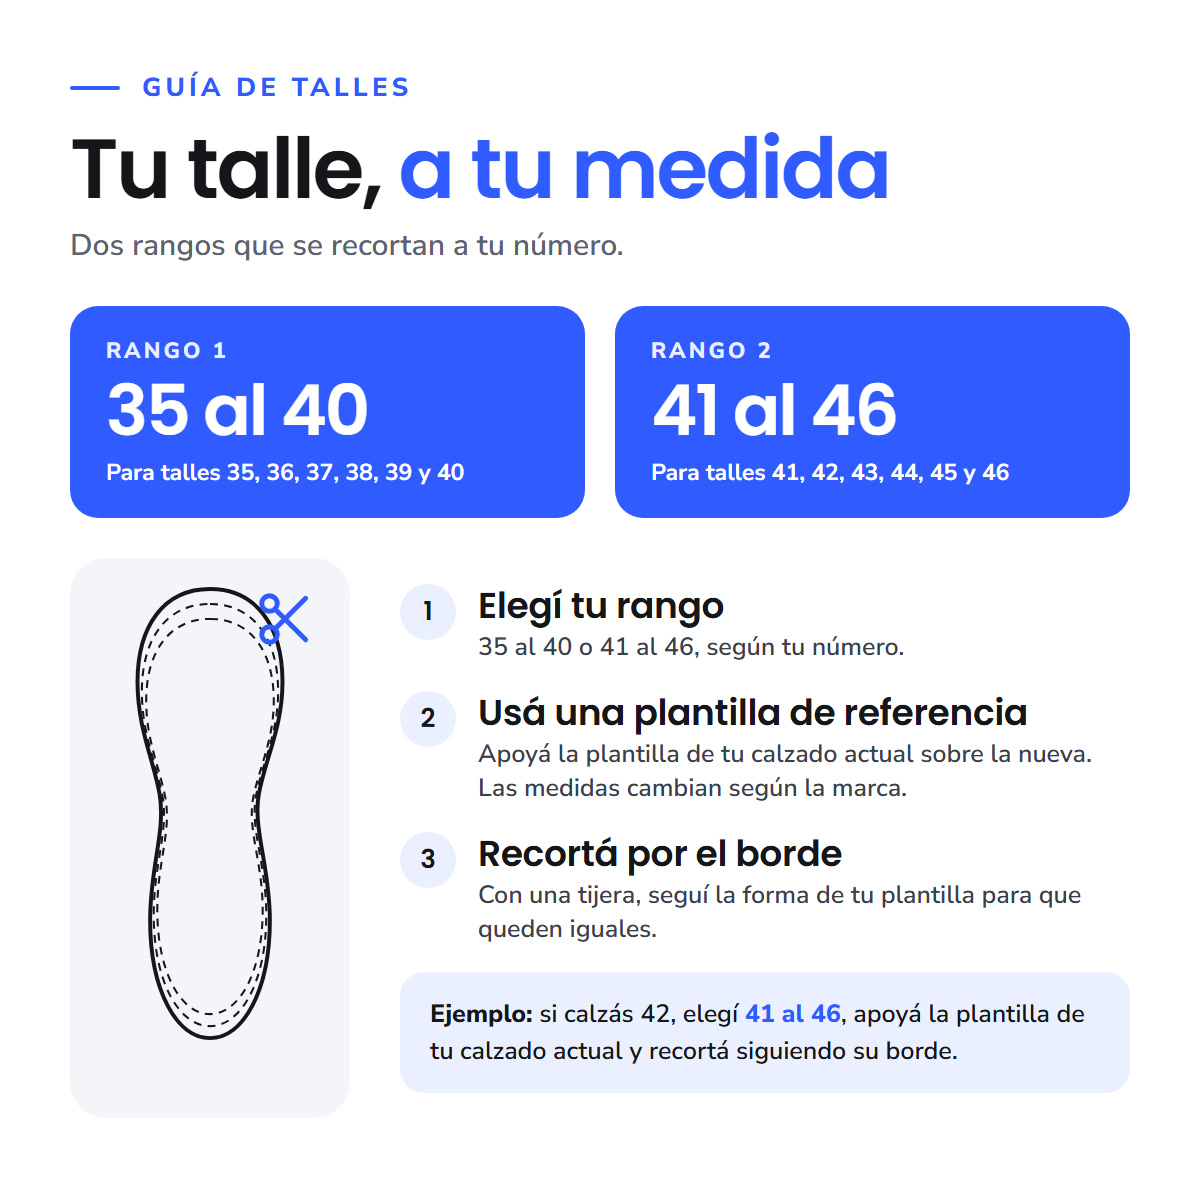 GUÍA DE TALLES
Tu talle, a tu medida
Dos rangos que se recortan a tu número.
RANGO 1
35 al 40
Para talles 35, 36, 37, 38, 39 y 40
RANGO 2
41 al 46
Para talles 41, 42, 43, 44, 45 y 46
1
Elegí tu rango
35 al 40 o 41 al 46, según tu número.
2
Usá una plantilla de referencia
Apoyá la plantilla de tu calzado actual sobre la nueva.
Las medidas cambian según la marca.
3
Recortá por el borde
Con una tijera, seguí la forma de tu plantilla para que
queden iguales.
Ejemplo: si calzás 42, elegí 41 al 46, apoyá la plantilla de
tu calzado actual y recortá siguiendo su borde.